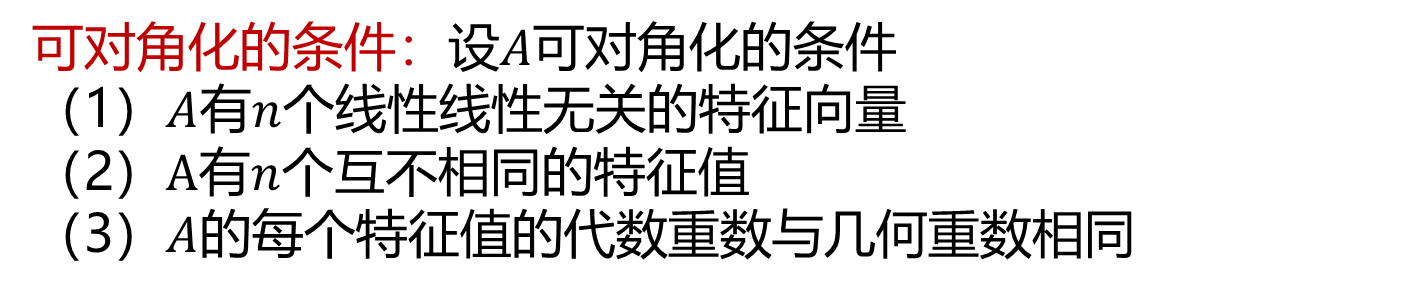 可对角化的条件：设A可对角化的条件
（1）A有n个线性线性无关的特征向量
（2）A有n个互不相同的特征值
（3）A的每个特征值的代数重数与几何重数相同